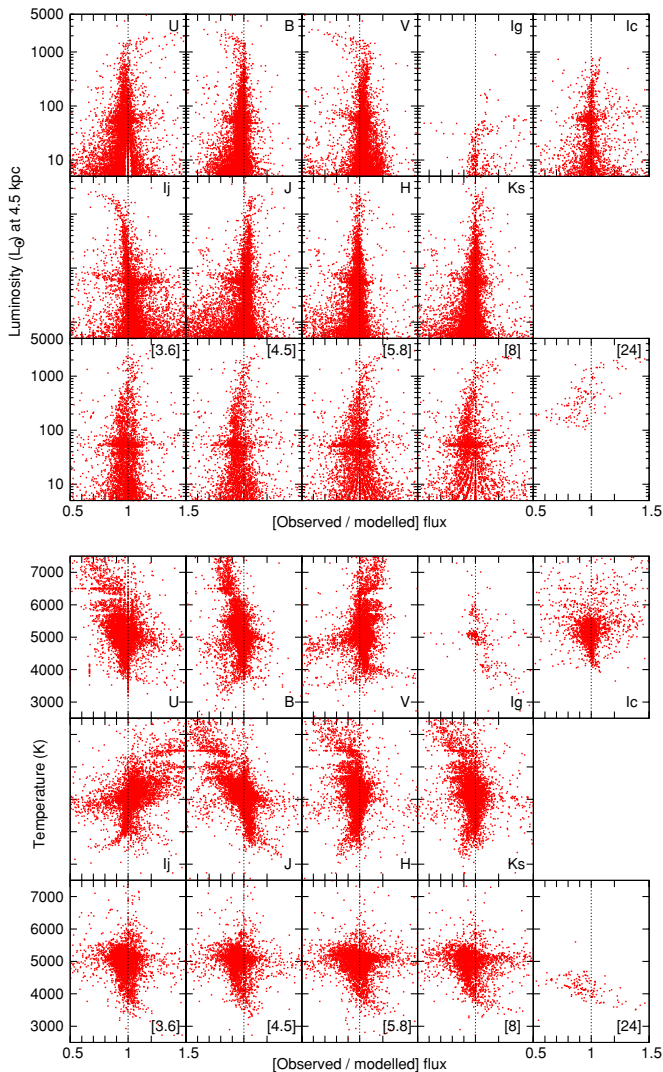 U B V Ig Ic
5000
1000
100
10
Ij J H Ks
Luminosity (L⊙) at 4.5 kpc
[3.6] [4.5] [5.8] [8] [24]
5000
1000
100
10
0.5 1 1.5 0.5 1 1.5
[Observed / modelled] flux
7000
6000
5000
4000
3000
U B V Ig Ic
Temperature (K)
Ij J H Ks
7000
6000
5000
4000
3000
[3.6] [4.5] [5.8] [8] [24]
0.5 1 1.5 0.5 1 1.5
[Observed / modelled] flux